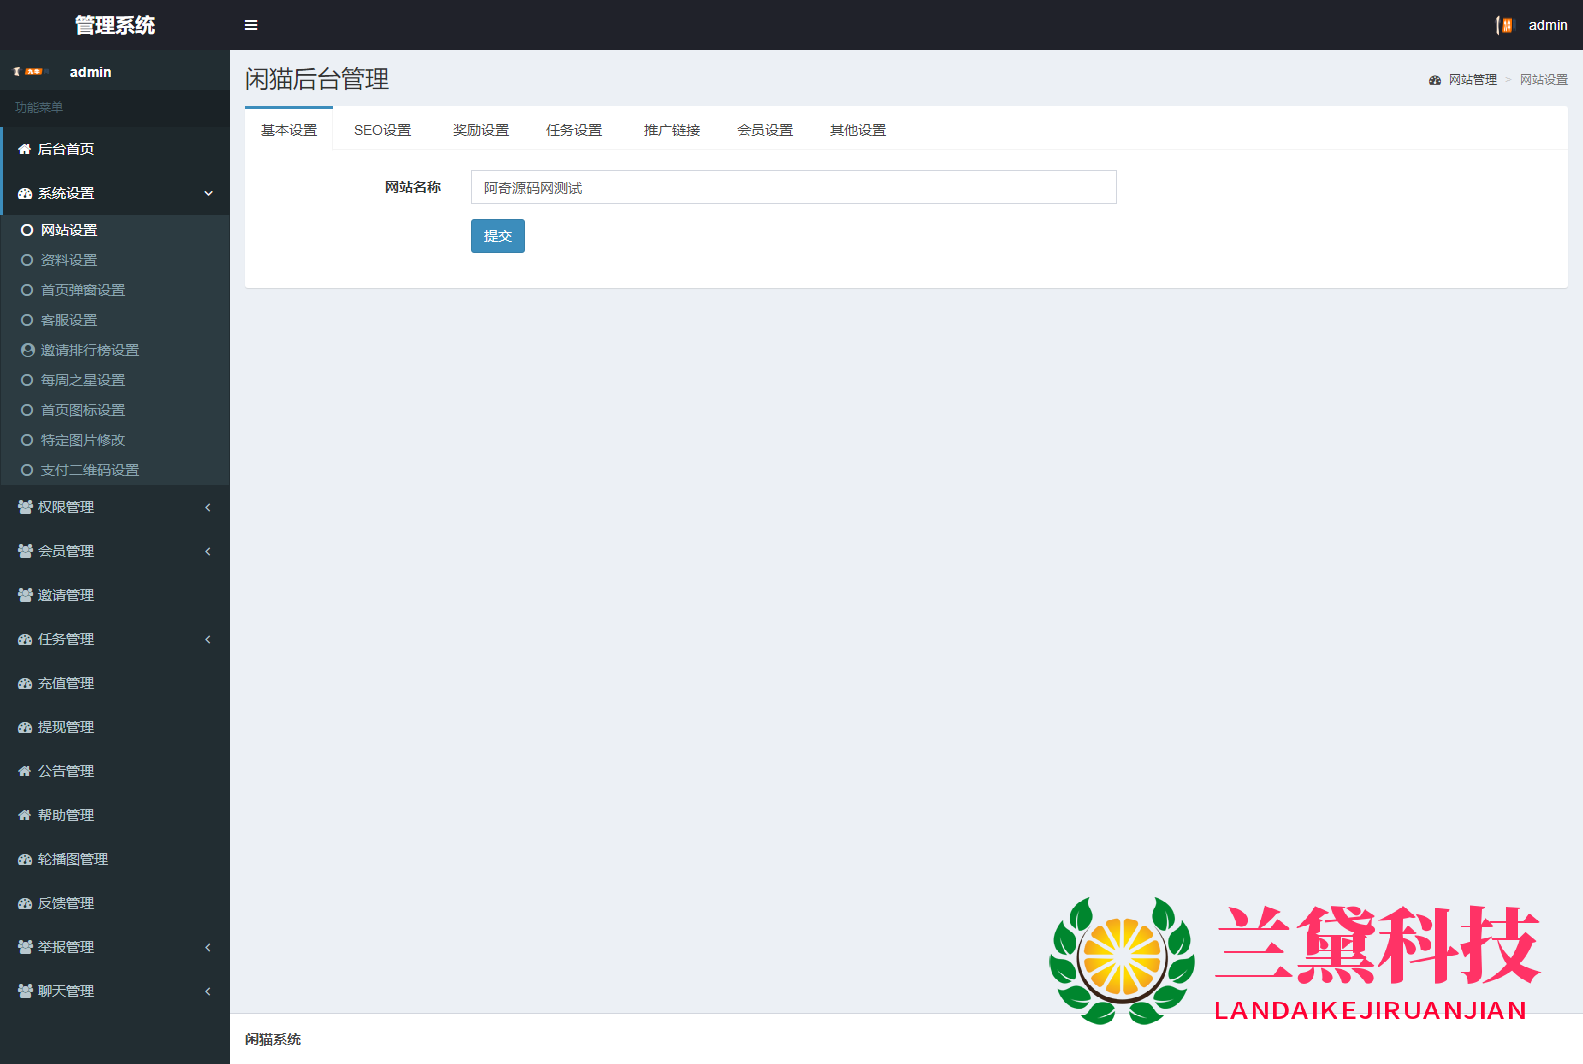 管理系统
admin
admin
功能菜单
后台首页
系统设置
网站设置
资料设置
首页弹窗设置
客服设置
邀请排行榜设置
每周之星设置
首页图标设置
特定图片修改
支付二维码设置
权限管理
会员管理
邀请管理
任务管理
充值管理
提现管理
公告管理
帮助管理
轮播图管理
反馈管理
举报管理
聊天管理
闲猫后台管理
网站管理 > 网站设置
基本设置 SEO设置 奖励设置 任务设置 推广链接 会员设置 其他设置
网站名称 阿奇源码网测试
提交
兰黛科技
LANDAIKEJIRUANJIAN
闲猫系统